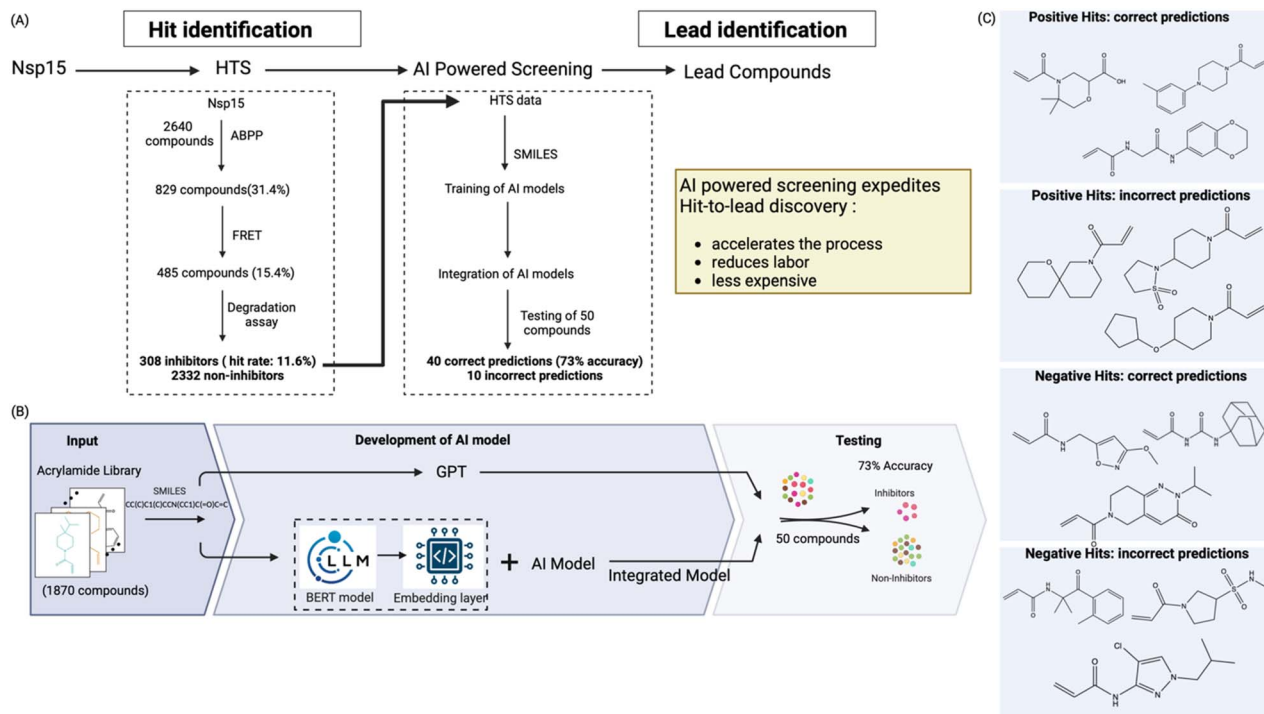 (A)
Hit identification
Lead identification
Nsp15
HTS
AI Powered Screening
Lead Compounds
Nsp15
2640
compounds
ABPP
829 compounds(31.4%)
FRET
485 compounds (15.4%)
Degradation
assay
308 inhibitors ( hit rate: 11.6%)
2332 non-inhibitors
HTS data
SMILES
Training of AI models
Integration of AI models
Testing of 50
compounds
40 correct predictions (73% accuracy)
10 incorrect predictions
AI powered screening expedites
Hit-to-lead discovery :
• accelerates the process
• reduces labor
• less expensive
(B)
Input
Acrylamide Library
SMILES
CC(C)C1(C)CCN(CC1)C(=O)C=C
(1870 compounds)
Development of AI model
GPT
LLM
</>
BERT model
Embedding layer
+
AI Model
Integrated Model
Testing
73% Accuracy
Inhibitors
50 compounds
Non-Inhibitors
(C)
Positive Hits: correct predictions
Positive Hits: incorrect predictions
Negative Hits: correct predictions
Negative Hits: incorrect predictions